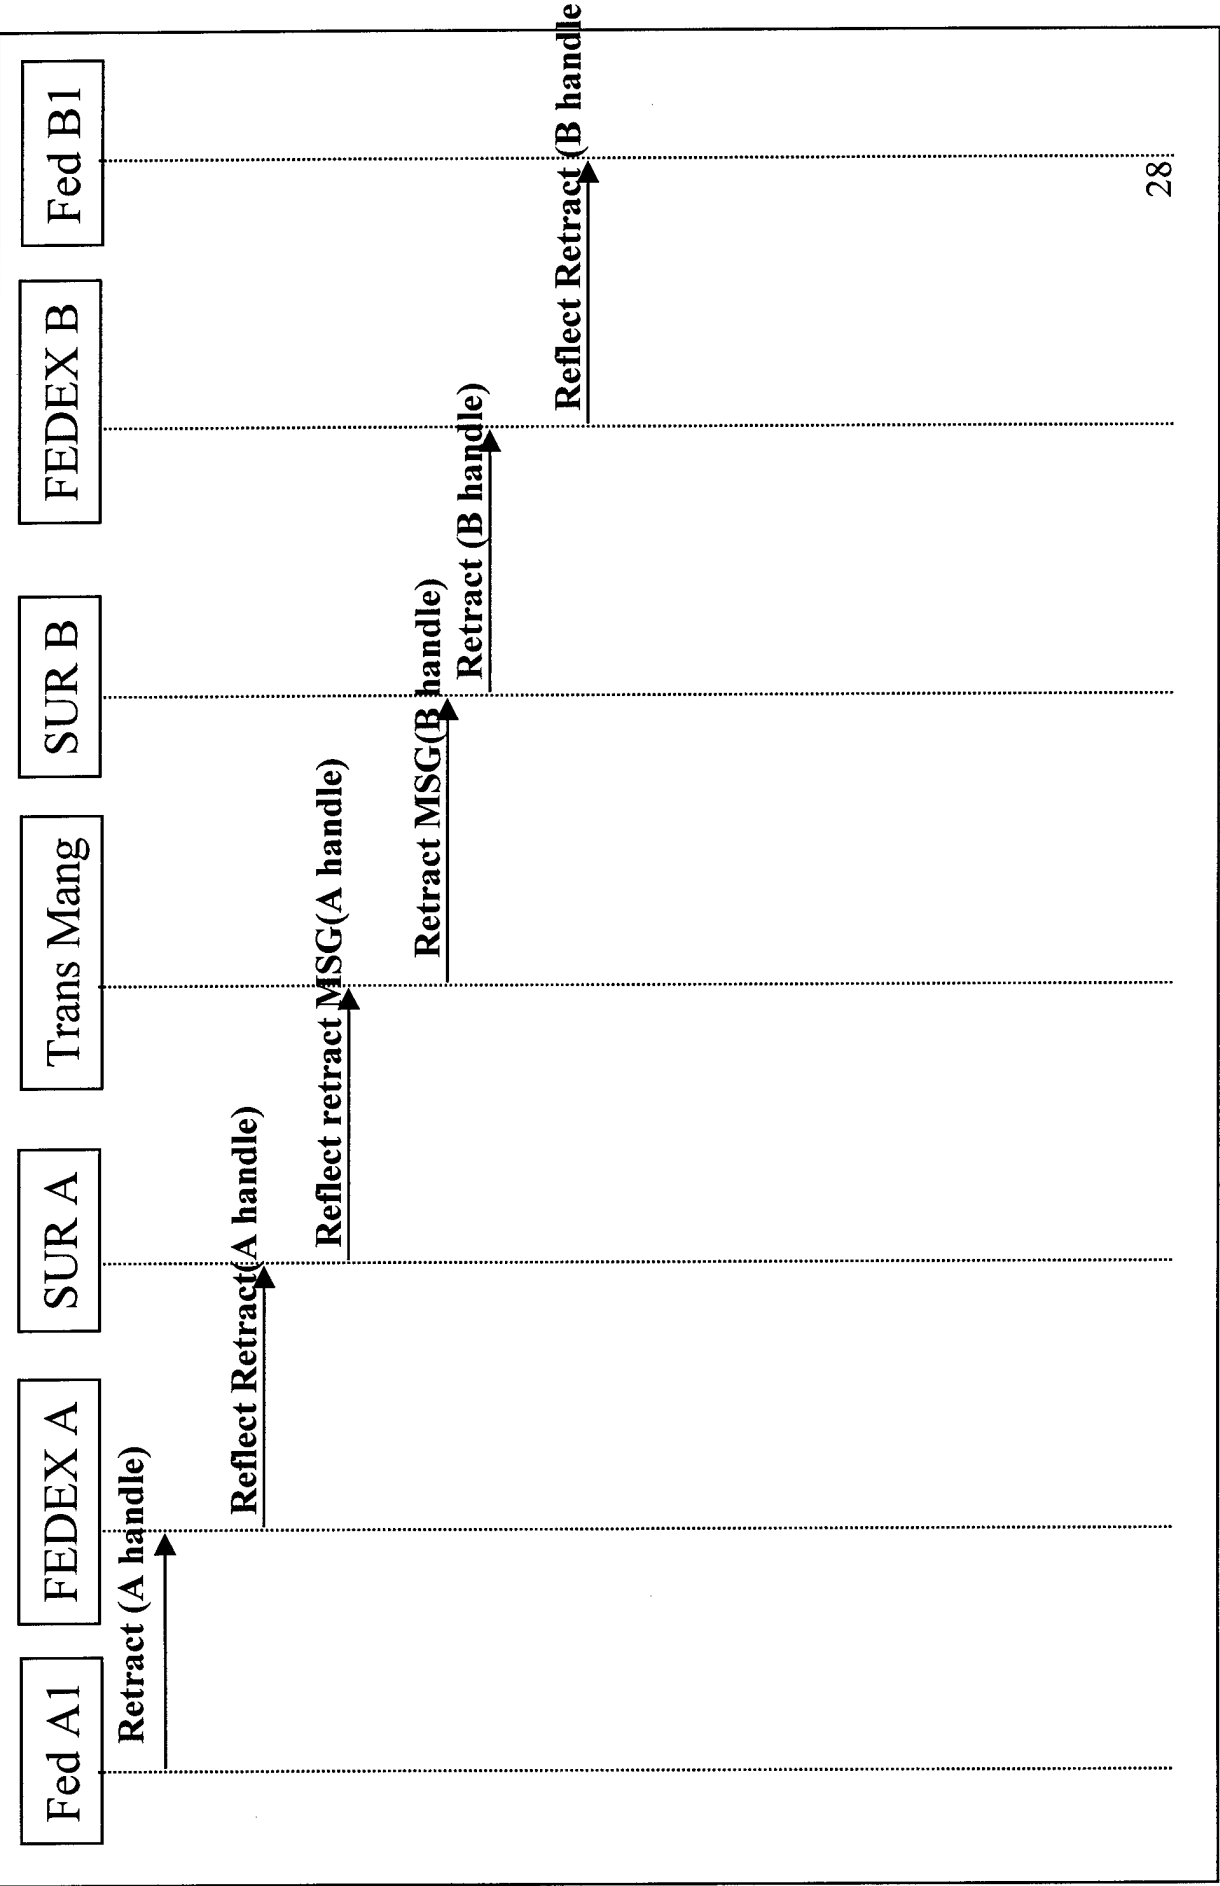 Fed A1
FEDEX A
SUR A
Trans Mang
SUR B
FEDEX B
Fed B1
Retract (A handle)
Reflect Retract(A handle)
Reflect retract MSG(A handle)
Retract MSG(B handle)
Retract (B handle)
Reflect Retract (B handle
28